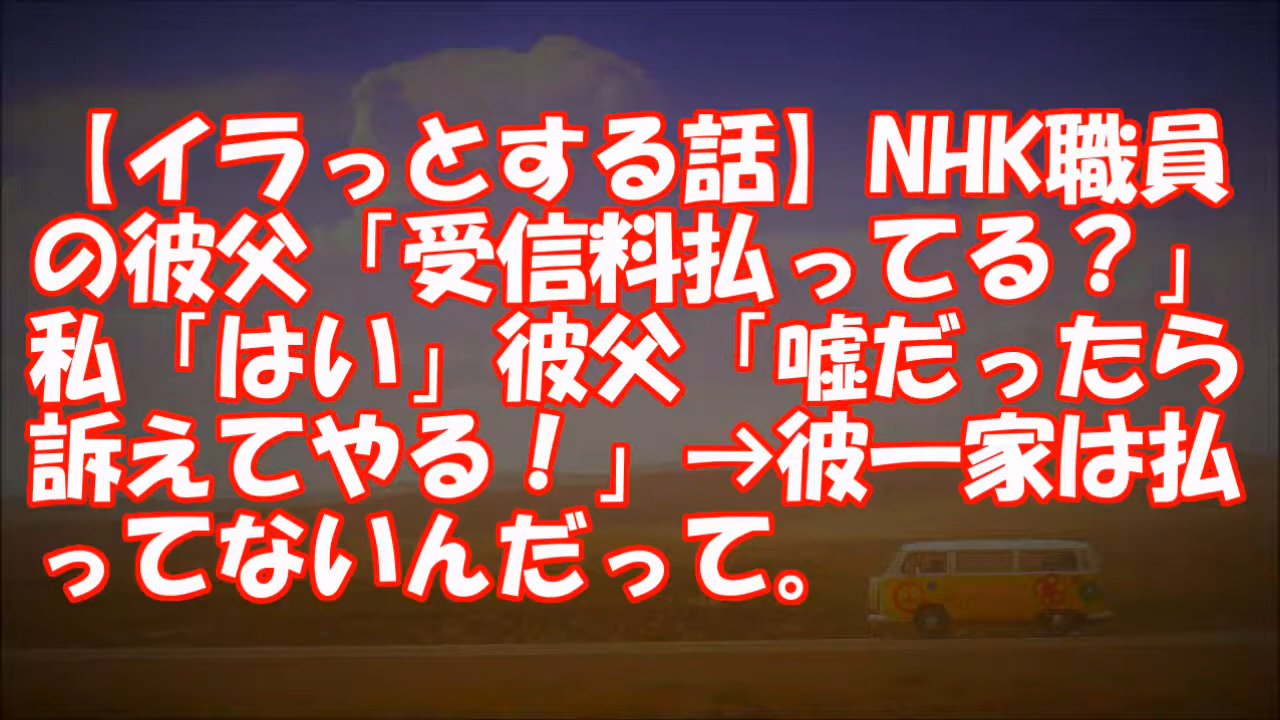 【イラっとする話】NHK職員
の彼父「受信料払ってる？」
私「はい」彼父「嘘だったら
訴えてやる！」→彼一家は払
ってないんだって。